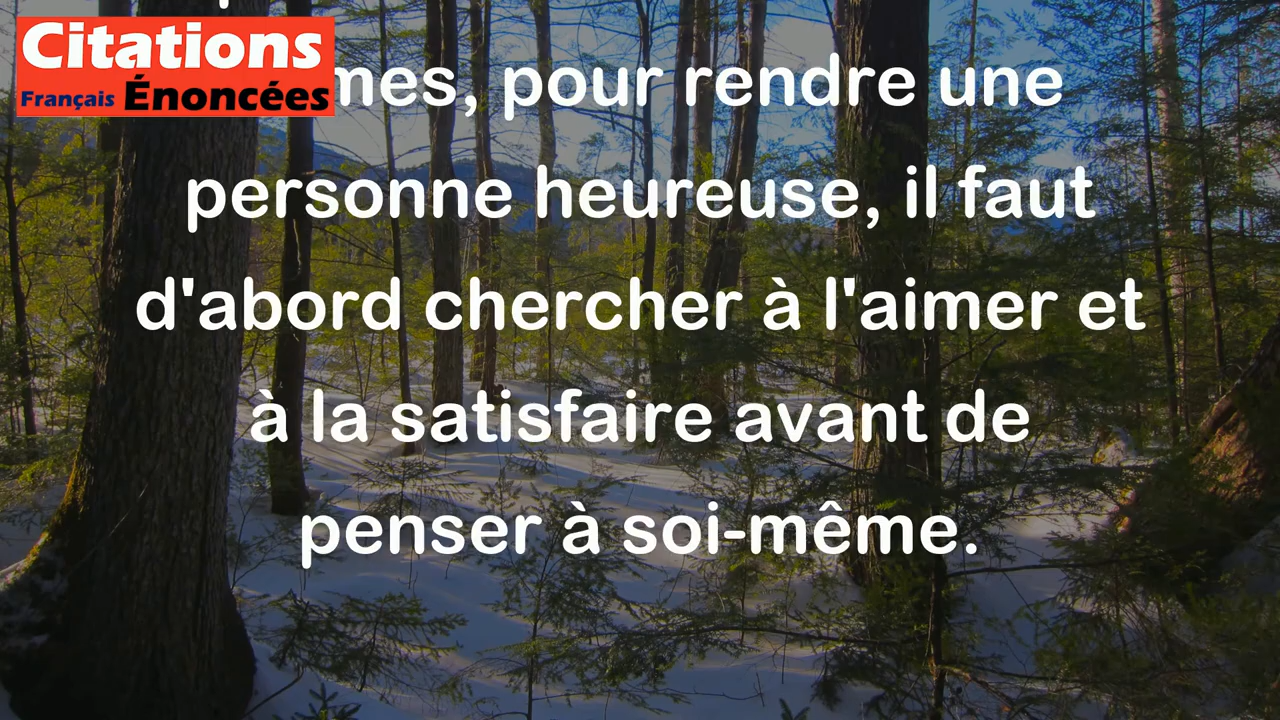 Citations
Français Énoncées
mes, pour rendre une
personne heureuse, il faut
d'abord chercher à l'aimer et
à la satisfaire avant de
penser à soi-même.